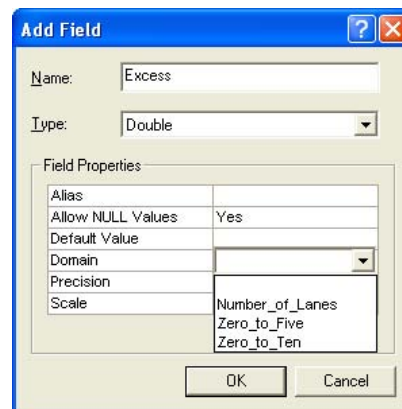 Add Field
Name: Excess
Type: Double
Field Properties
Alias
Allow NULL Values Yes
Default Value
Domain
Precision
Scale
Number_of_Lanes
Zero_to_Five
Zero_to_Ten
OK Cancel